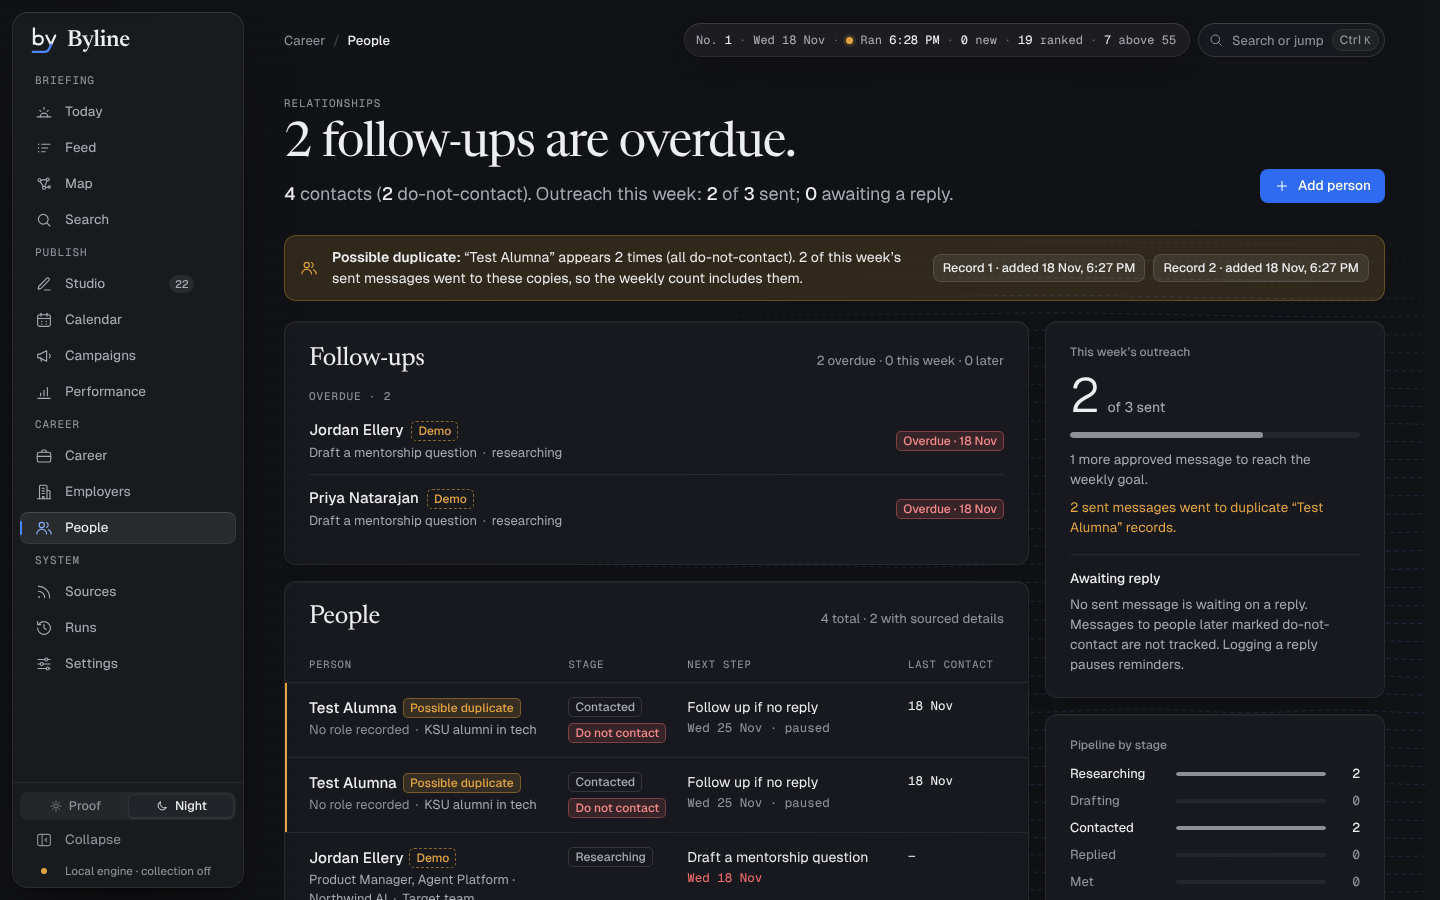 by Byline
BRIEFING
Today
Feed
Map
Search
PUBLISH
Studio 22
Calendar
Campaigns
Performance
CAREER
Career
Employers
People
SYSTEM
Sources
Runs
Settings
Proof Night
Collapse
Local engine · collection off
Career / People
No. 1 · Wed 18 Nov · Ran 6:28 PM · 0 new · 19 ranked · 7 above 55
Search or jump Ctrl K
RELATIONSHIPS
2 follow-ups are overdue.
4 contacts (2 do-not-contact). Outreach this week: 2 of 3 sent; 0 awaiting a reply.
Add person
Possible duplicate: “Test Alumna” appears 2 times (all do-not-contact). 2 of this week’s
sent messages went to these copies, so the weekly count includes them.
Record 1 · added 18 Nov, 6:27 PM
Record 2 · added 18 Nov, 6:27 PM
Follow-ups
2 overdue · 0 this week · 0 later
OVERDUE · 2
Jordan Ellery Demo
Draft a mentorship question · researching
Overdue · 18 Nov
Priya Natarajan Demo
Draft a mentorship question · researching
Overdue · 18 Nov
People
4 total · 2 with sourced details
PERSON STAGE NEXT STEP LAST CONTACT
Test Alumna Possible duplicate Contacted Follow up if no reply 18 Nov
No role recorded · KSU alumni in tech Do not contact Wed 25 Nov · paused
Test Alumna Possible duplicate Contacted Follow up if no reply 18 Nov
No role recorded · KSU alumni in tech Do not contact Wed 25 Nov · paused
Jordan Ellery Demo Researching Draft a mentorship question –
Product Manager, Agent Platform · Wed 18 Nov
Northwind AI · Target team
This week’s outreach
2 of 3 sent
1 more approved message to reach the
weekly goal.
2 sent messages went to duplicate “Test
Alumna” records.
Awaiting reply
No sent message is waiting on a reply.
Messages to people later marked do-not-
contact are not tracked. Logging a reply
pauses reminders.
Pipeline by stage
Researching 2
Drafting 0
Contacted 2
Replied 0
Met 0